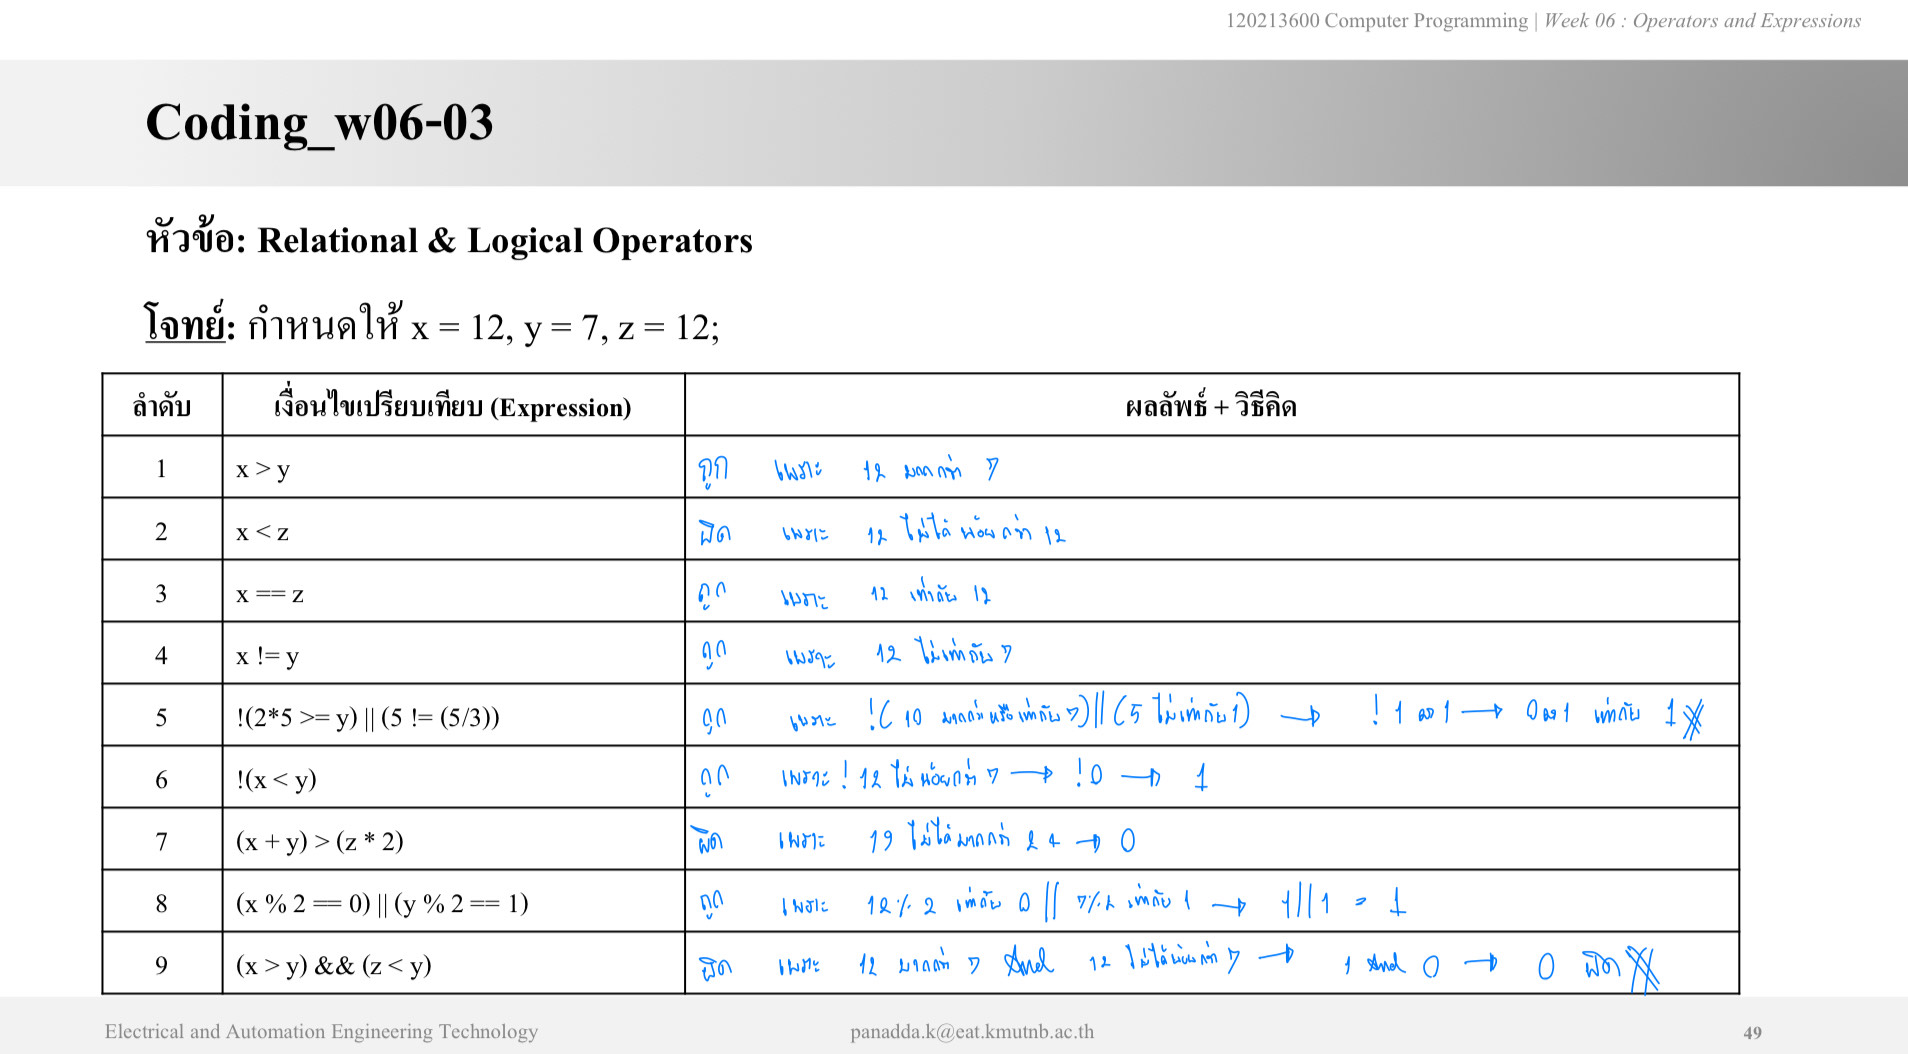 120213600 Computer Programming | Week 06 : Operators and Expressions
Coding_w06-03
หัวข้อ: Relational & Logical Operators
โจทย์: กำหนดให้ x = 12, y = 7, z = 12;
ลำดับ เงื่อนไขเปรียบเทียบ (Expression) ผลลัพธ์ + วิธีคิด
1 x > y ถูก เพราะ 12 มากกว่า 7
2 x < z ผิด เพราะ 12 ไม่ได้ น้อยกว่า 12
3 x == z ถูก เพราะ 12 เท่ากับ 12
4 x != y ถูก เพราะ 12 ไม่เท่ากับ 7
5 !(2*5 >= y) || (5 != (5/3)) ถูก เพราะ !( 10 มากกว่าหรือเท่ากับ 7) || (5 ไม่เท่ากับ 1) → ! 1 หรือ 1 → 0 หรือ 1 เท่ากับ 1
6 !(x < y) ถูก เพราะ ! 12 ไม่น้อยกว่า 7 → !0 → 1
7 (x + y) > (z * 2) ผิด เพราะ 19 ไม่ได้มากกว่า 24 → 0
8 (x % 2 == 0) || (y % 2 == 1) ถูก เพราะ 12 % 2 เท่ากับ 0 || 7 % 2 เท่ากับ 1 → 1 || 1 = 1
9 (x > y) && (z < y) ผิด เพราะ 12 มากกว่า 7 And 12 ไม่ได้น้อยกว่า 7 → 1 And 0 → 0 ผิด
Electrical and Automation Engineering Technology panadda.k@eat.kmutnb.ac.th 49